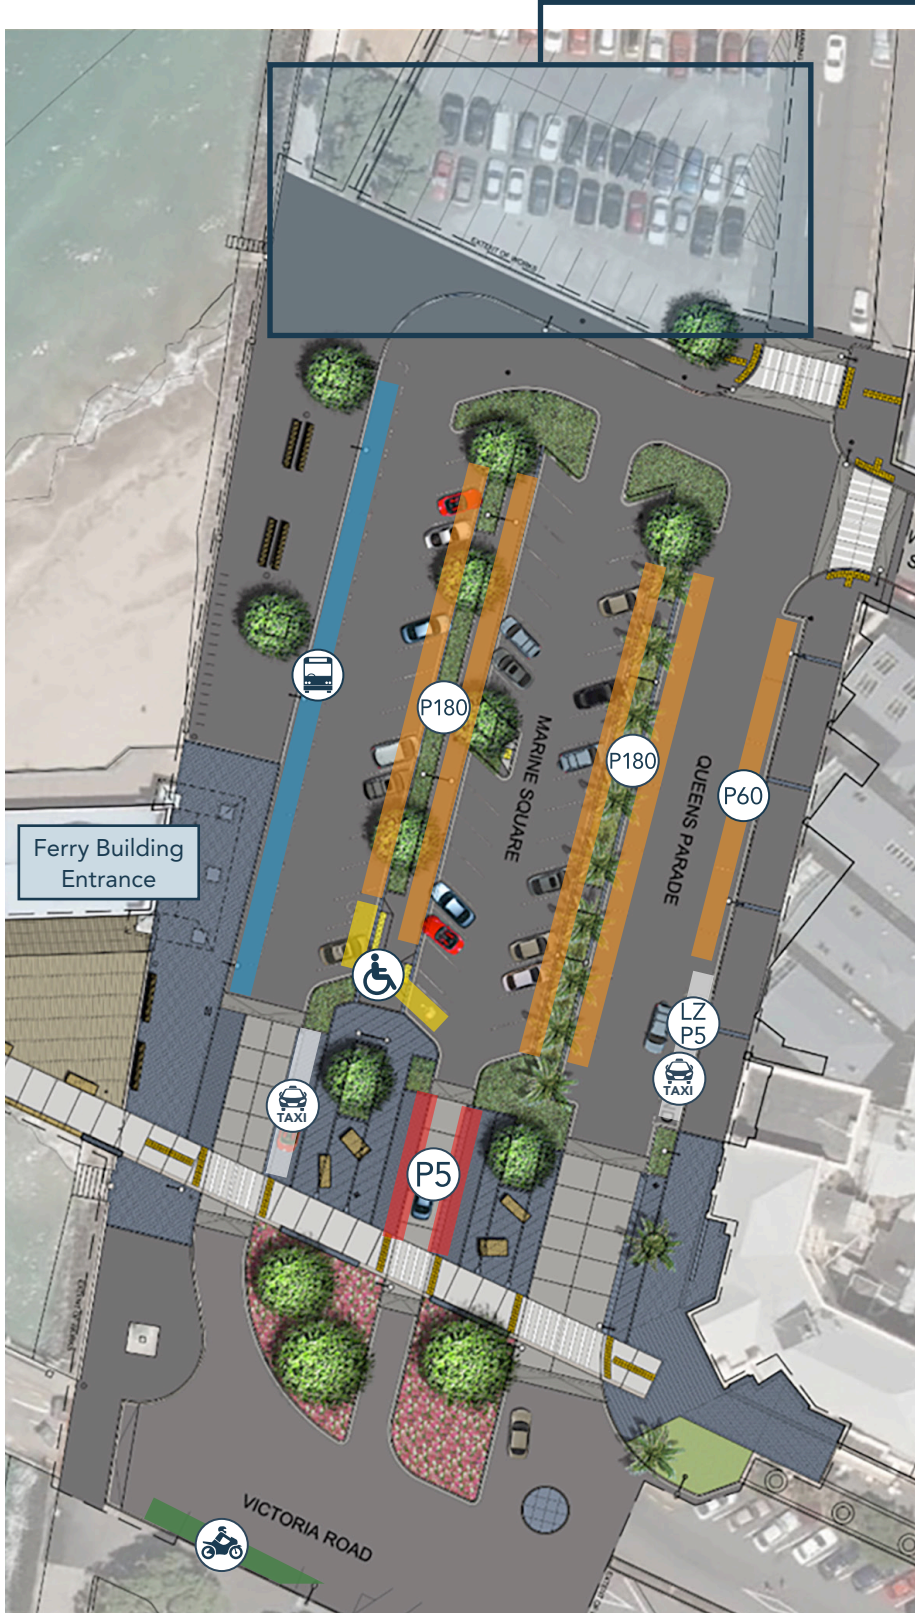 EXTENT OF WORKS
P180
MARINE SQUARE
P180
QUEENS PARADE
P60
Ferry Building
Entrance
LZ
P5
TAXI
TAXI
P5
VICTORIA ROAD